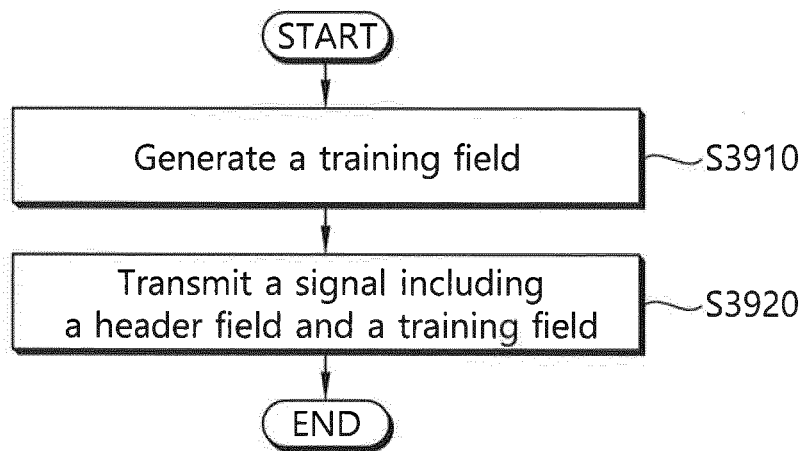 START
Generate a training field
S3910
Transmit a signal including
a header field and a training field
S3920
END